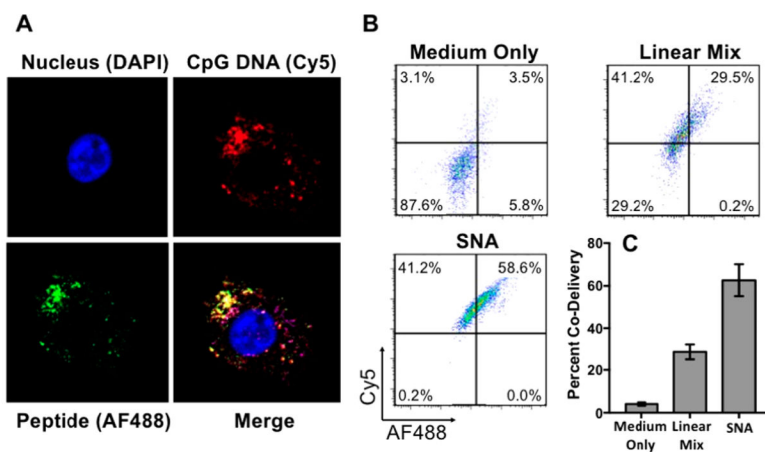 A
Nucleus (DAPI)
CpG DNA (Cy5)
Peptide (AF488)
Merge
B
Medium Only
3.1%
3.5%
87.6%
5.8%
Linear Mix
41.2%
29.5%
29.2%
0.2%
SNA
41.2%
58.6%
0.2%
0.0%
Cy5
AF488
C
Percent Co-Delivery
80
60
40
20
0
Medium
Only
Linear
Mix
SNA